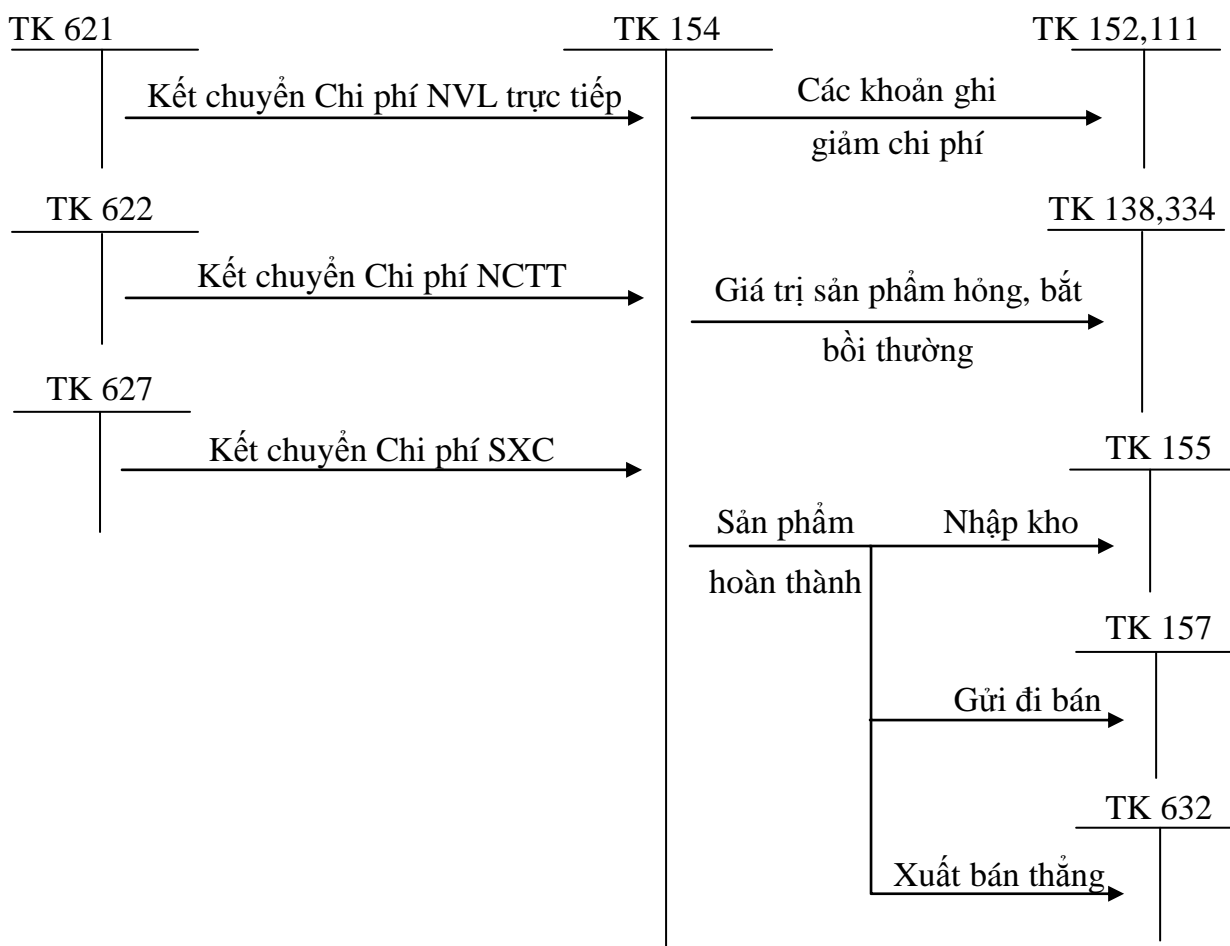 TK 621
TK 154
TK 152,111
Kết chuyển Chi phí NVL trực tiếp
Các khoản ghi
giảm chi phí
TK 622
TK 138,334
Kết chuyển Chi phí NCTT
Giá trị sản phẩm hỏng, bắt
bồi thường
TK 627
Kết chuyển Chi phí SXC
TK 155
Sản phẩm
Nhập kho
hoàn thành
TK 157
Gửi đi bán
TK 632
Xuất bán thẳng